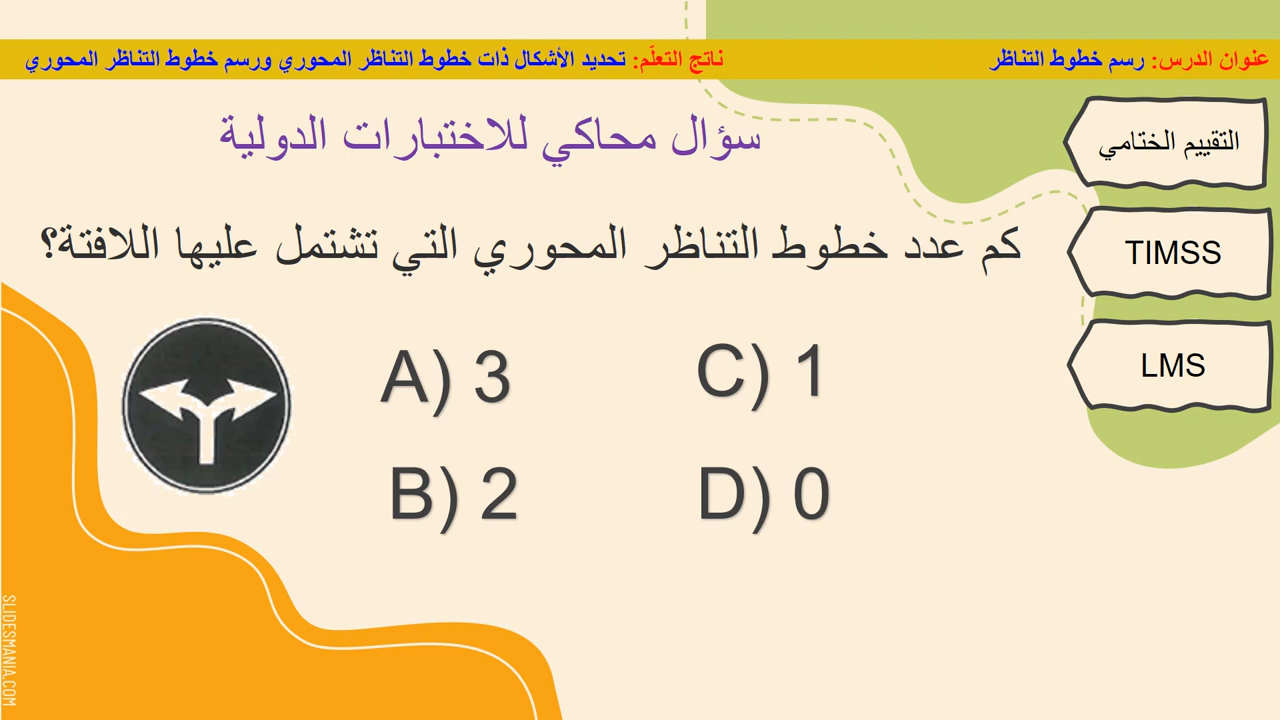 عنوان الدرس: رسم خطوط التناظر
ناتج التعلّم: تحديد الأشكال ذات خطوط التناظر المحوري ورسم خطوط التناظر المحوري
التقييم الختامي
TIMSS
LMS
سؤال محاكي للاختبارات الدولية
كم عدد خطوط التناظر المحوري التي تشتمل عليها اللافتة؟
A) 3
C) 1
B) 2
D) 0
SLIDESMANIA.COM